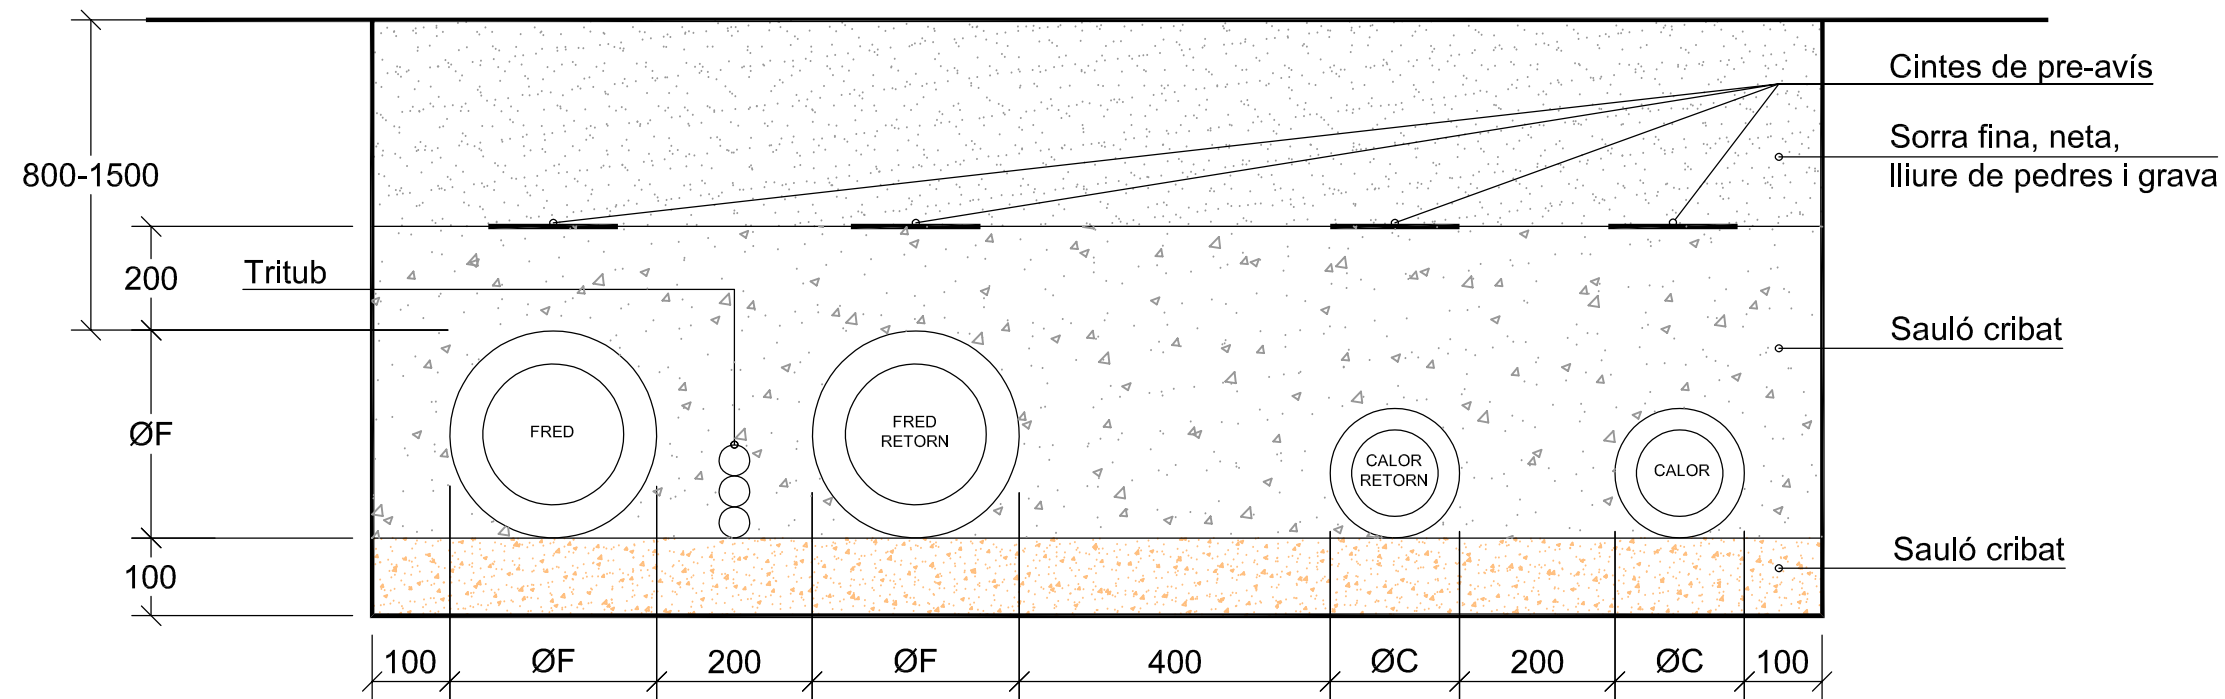 Cintes de pre-avís
Sorra fina, neta,
lliure de pedres i grava
800-1500
200
Tritub
Sauló cribat
ØF
FRED
FRED
RETORN
CALOR
RETORN
CALOR
Sauló cribat
100
100
ØF
200
ØF
400
ØC
200
ØC
100